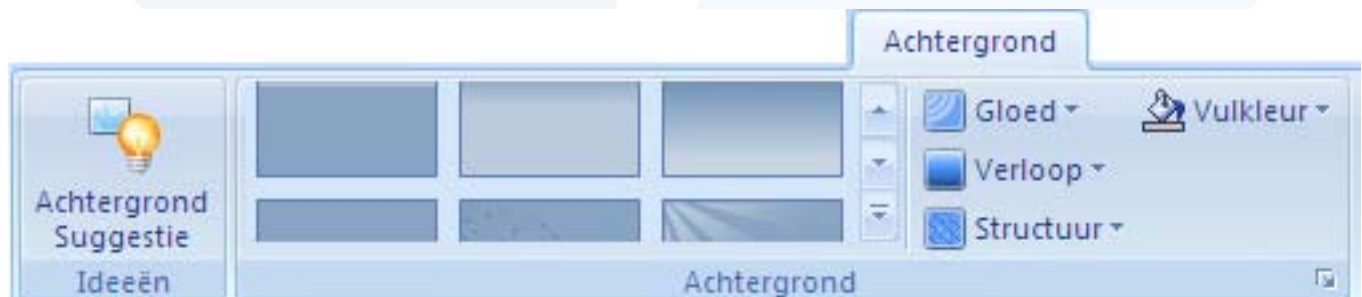 Achtergrond
Achtergrond
Suggestie
Ideeën
Gloed
Vulkleur
Verloop
Structuur
Achtergrond